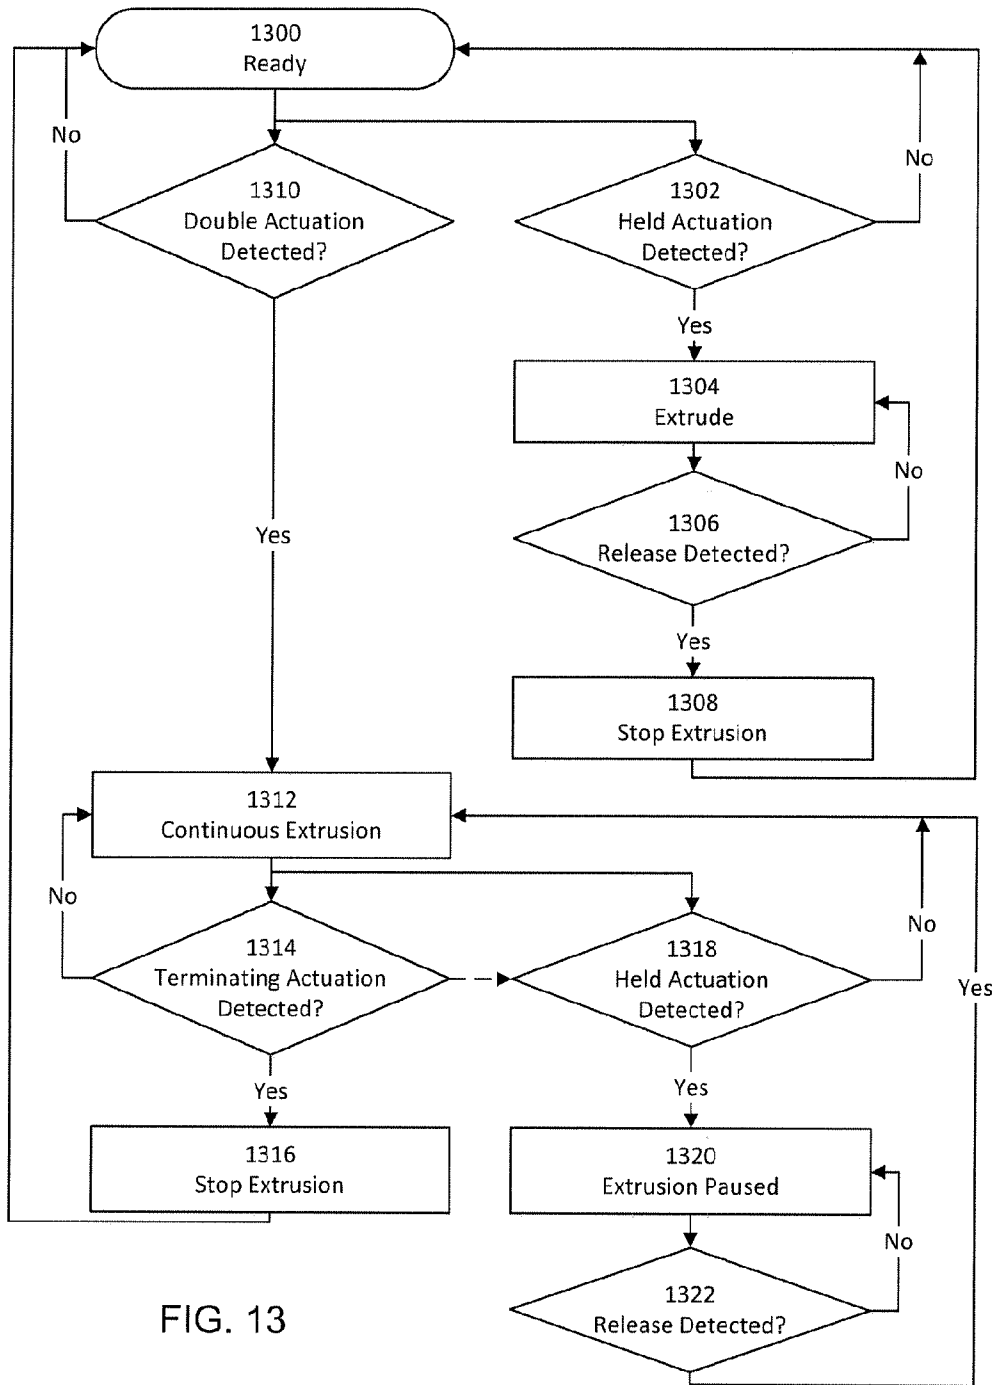 1300
Ready
No
No
1310
Double Actuation
Detected?
1302
Held Actuation
Detected?
Yes
1304
Extrude
No
1306
Release Detected?
Yes
Yes
1308
Stop Extrusion
1312
Continuous Extrusion
No
No
1314
Terminating Actuation
Detected?
1318
Held Actuation
Detected?
Yes
Yes
Yes
1316
Stop Extrusion
1320
Extrusion Paused
No
1322
Release Detected?
FIG. 13